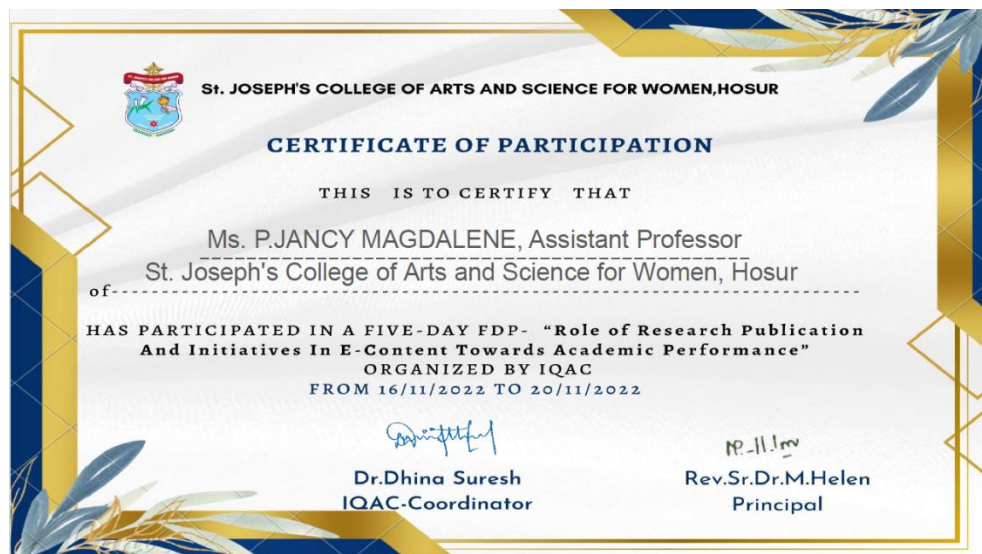 St. JOSEPH'S COLLEGE OF ARTS AND SCIENCE FOR WOMEN,HOSUR
CERTIFICATE OF PARTICIPATION
THIS IS TO CERTIFY THAT
Ms. P.JANCY MAGDALENE, Assistant Professor
St. Joseph's College of Arts and Science for Women, Hosur
of
HAS PARTICIPATED IN A FIVE-DAY FDP- “Role of Research Publication
And Initiatives In E-Content Towards Academic Performance”
ORGANIZED BY IQAC
FROM 16/11/2022 TO 20/11/2022
Dr.Dhina Suresh
IQAC-Coordinator
Rev.Sr.Dr.M.Helen
Principal